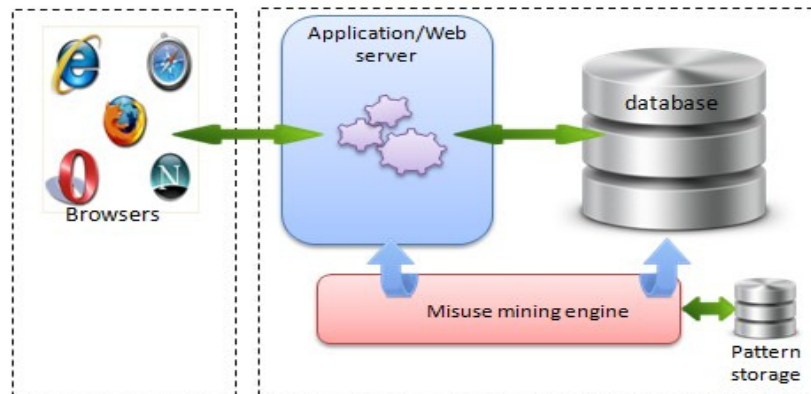 Application/Web
server
database
N
Browsers
Misuse mining engine
Pattern
storage